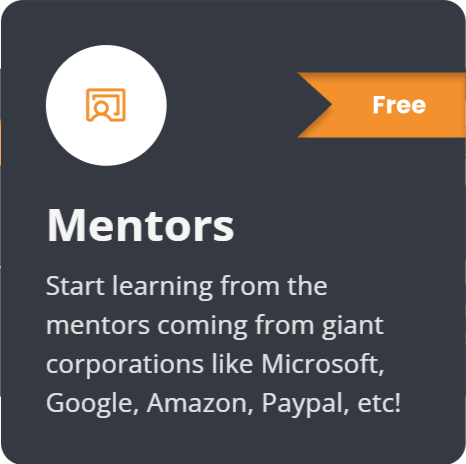 Free
Mentors
Start learning from the
mentors coming from giant
corporations like Microsoft,
Google, Amazon, Paypal, etc!